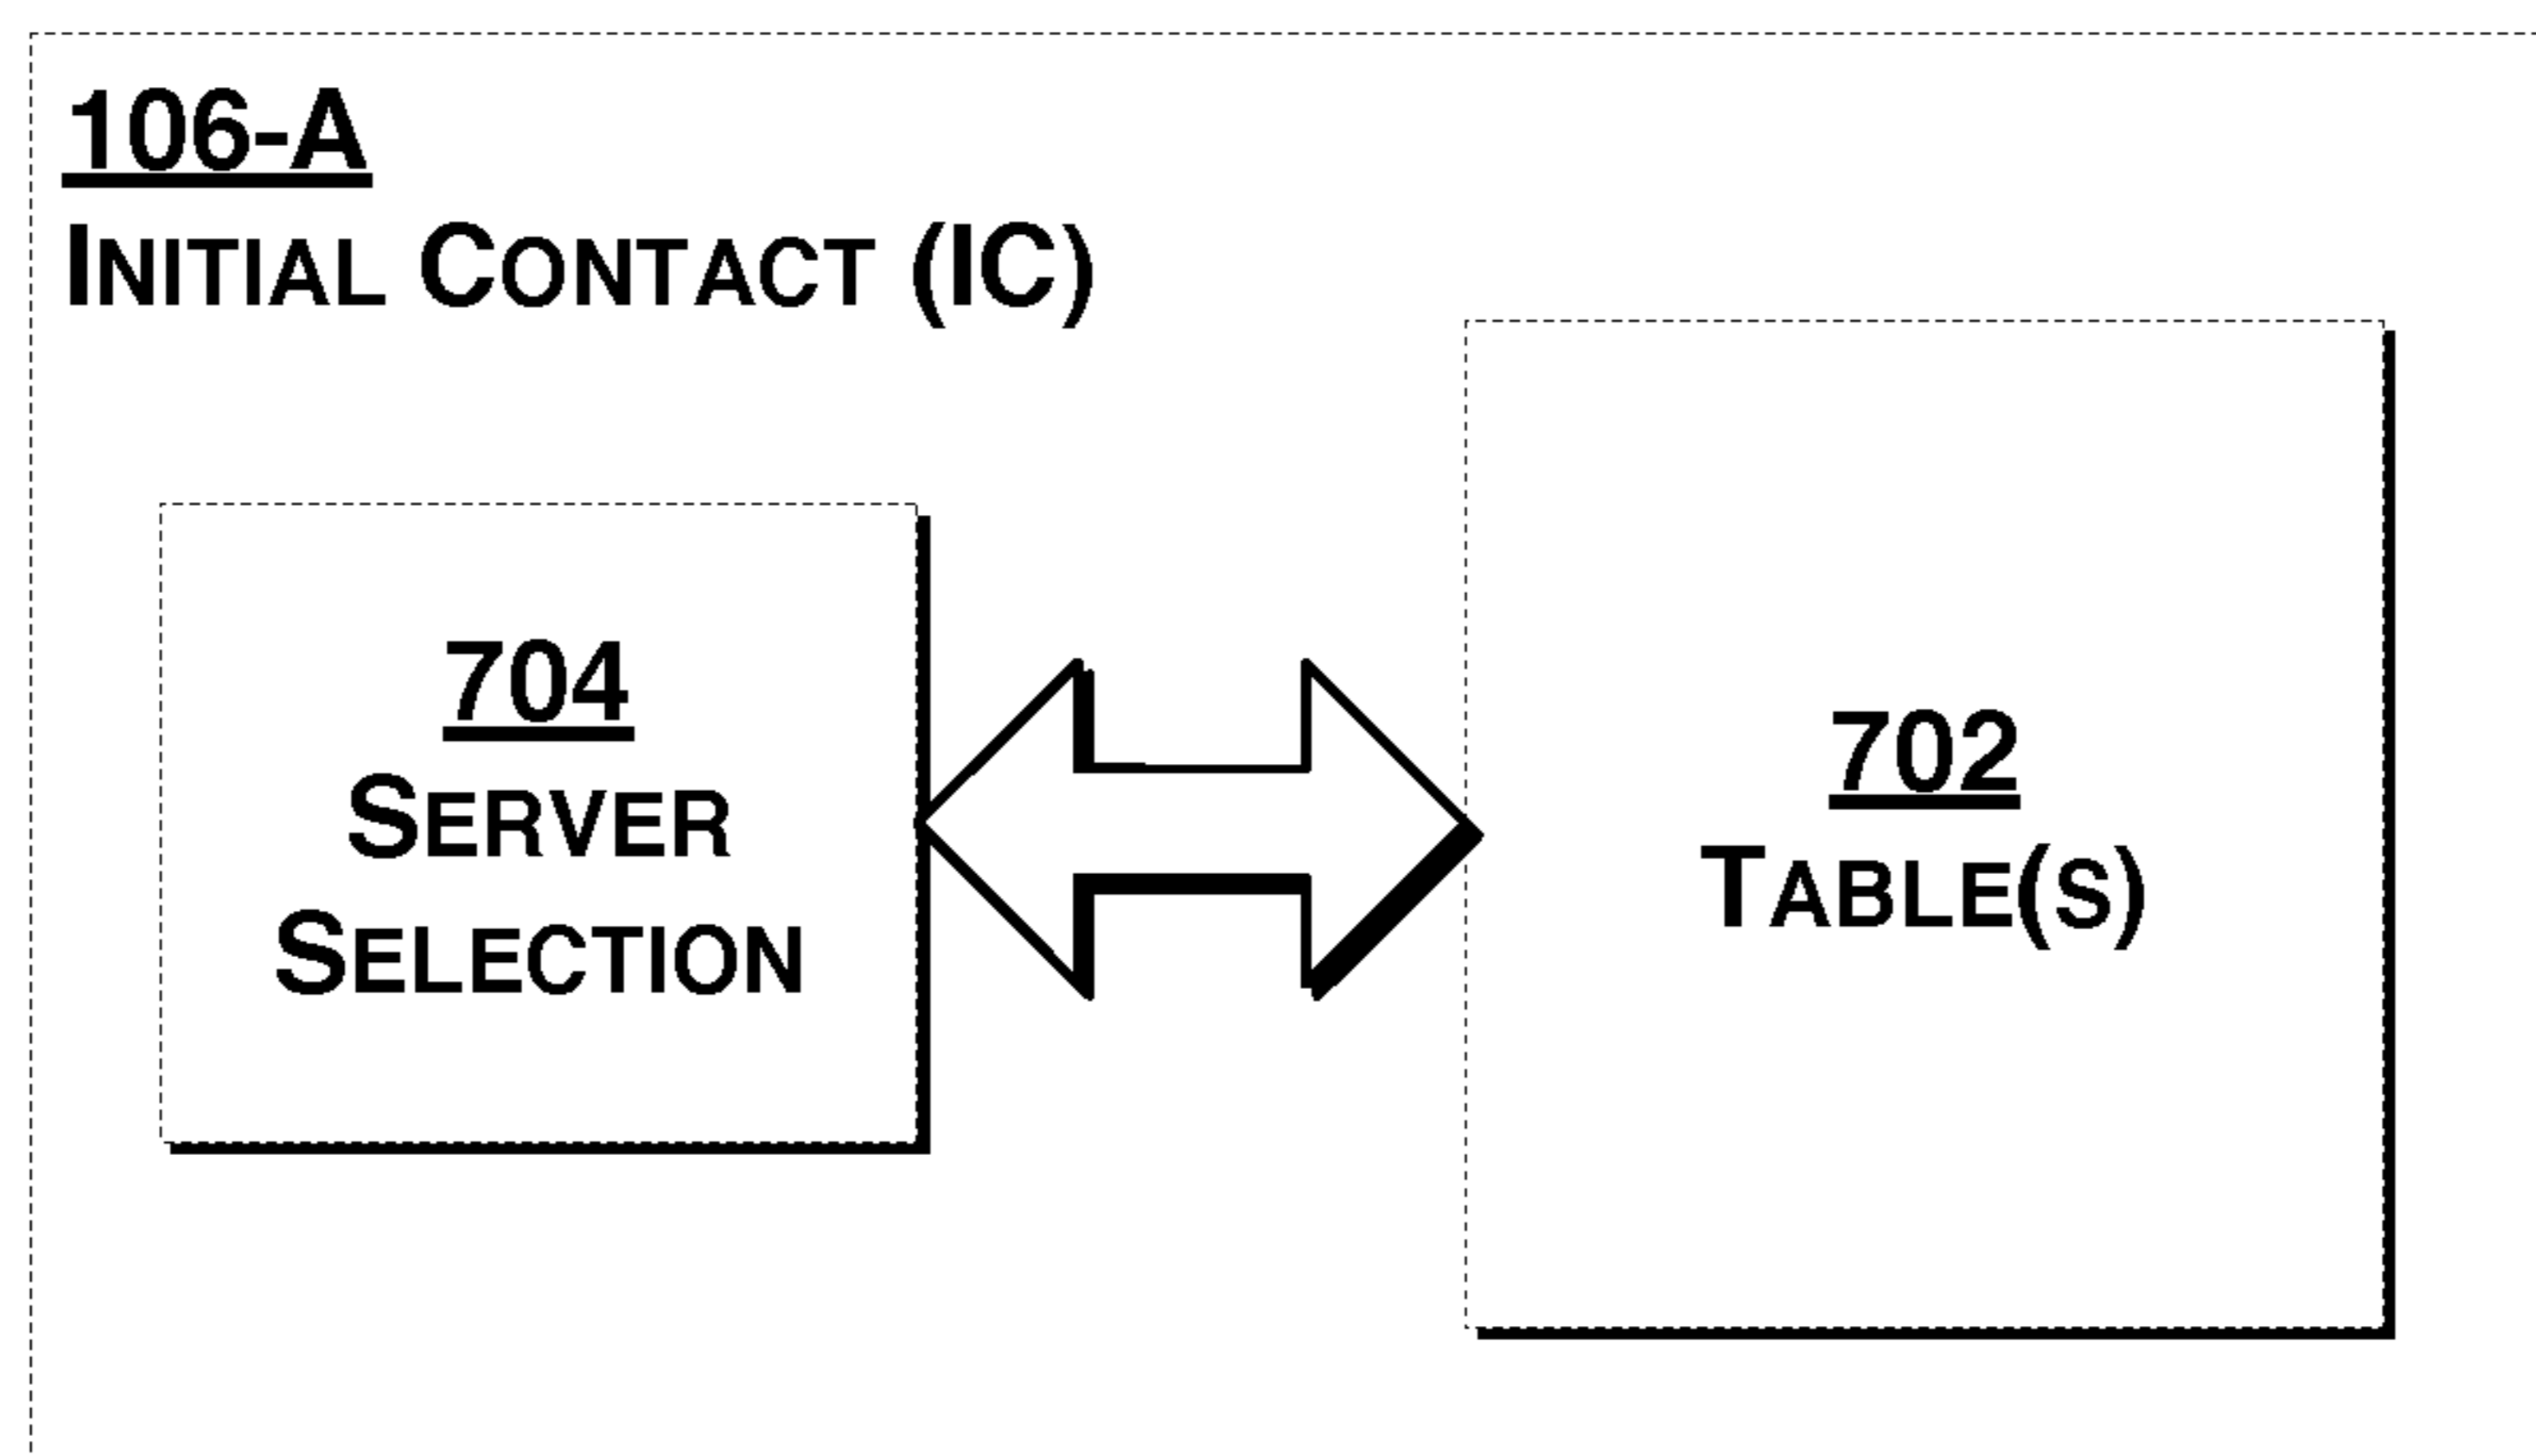 106-A
INITIAL CONTACT (IC)
704
SERVER
SELECTION
702
TABLE(S)